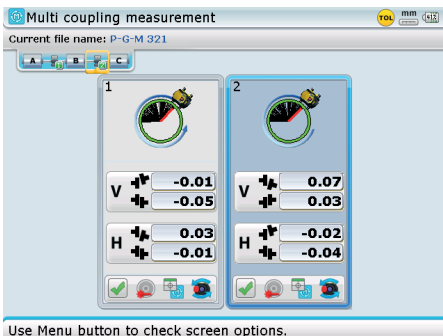 Multi coupling measurement
TOL mm 41%
Current file name: P-G-M 321
A B C
1
V -0.01
-0.05
H 0.03
-0.01
2
V 0.07
0.03
H -0.02
-0.04
Use Menu button to check screen options.